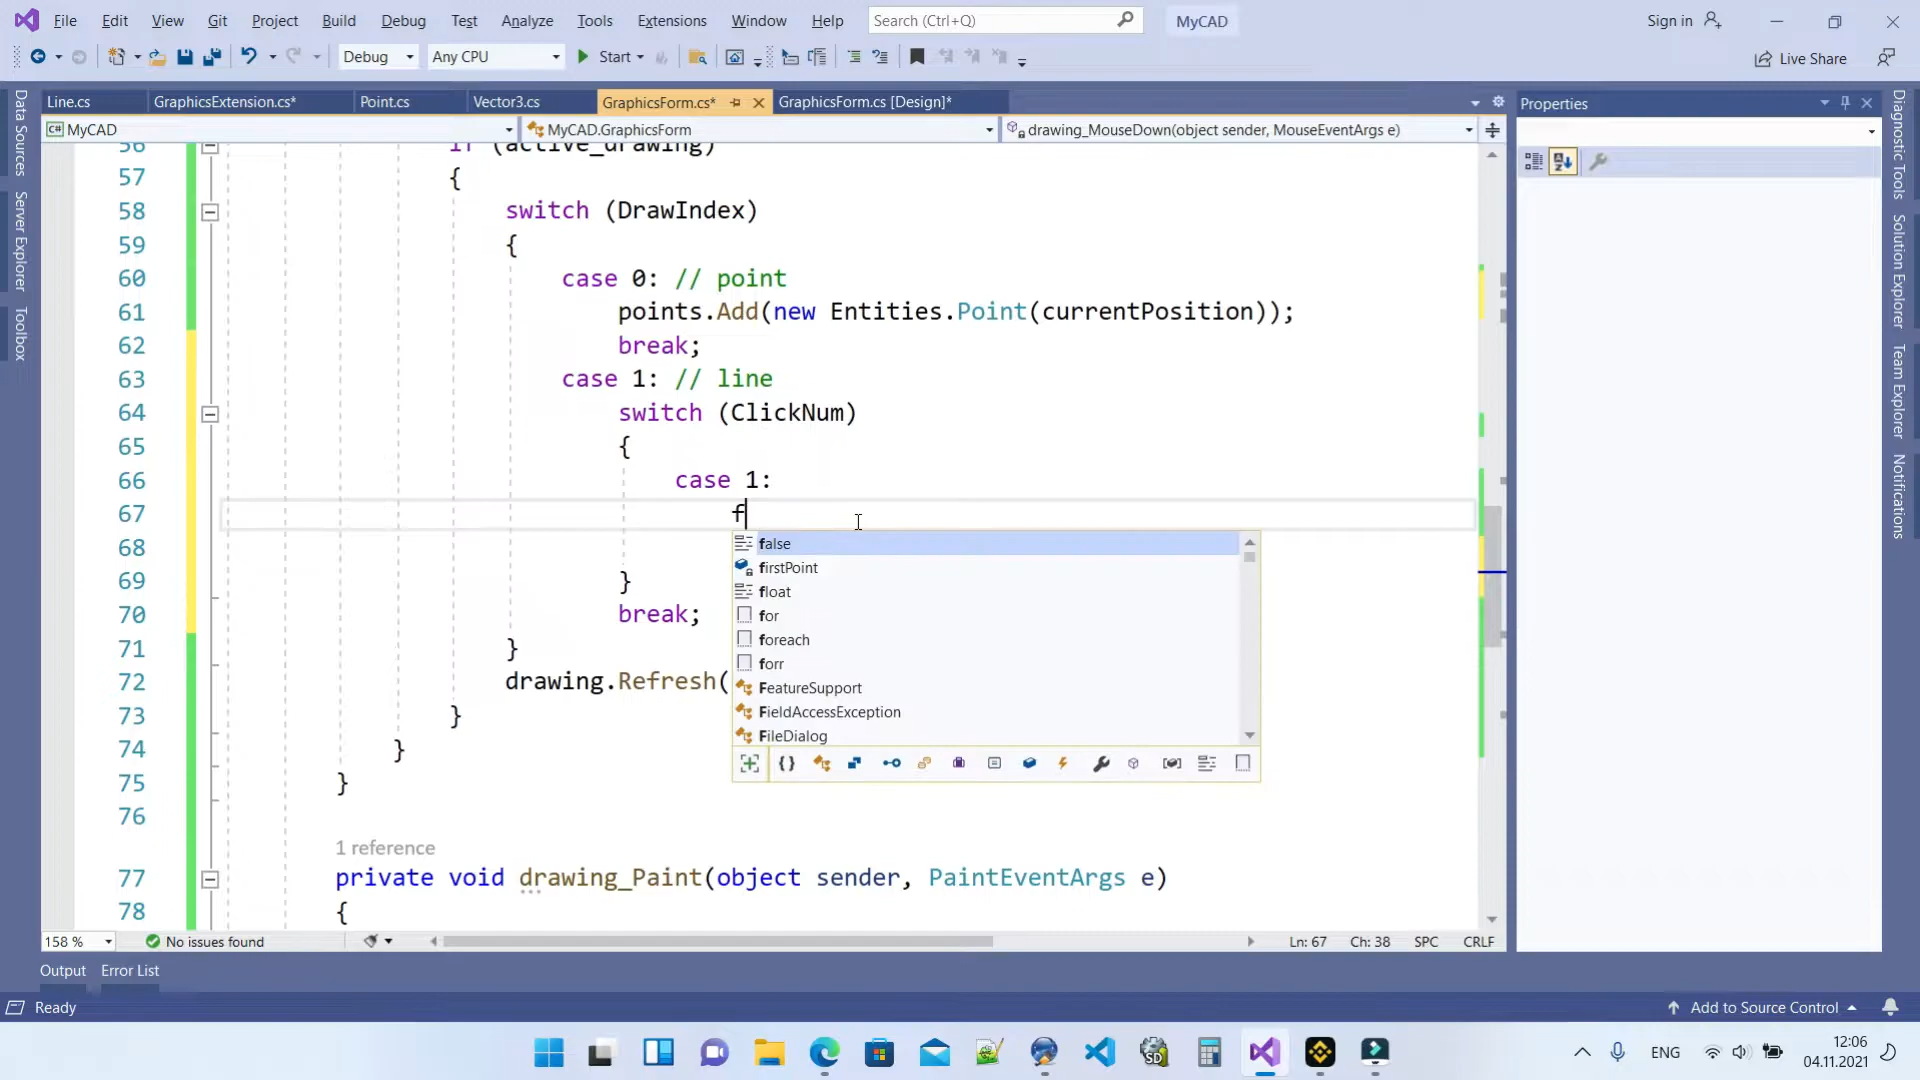 File Edit View Git Project Build Debug Test Analyze Tools Extensions Window Help Search (Ctrl+Q) MyCAD Sign in
Debug Any CPU Start Live Share
Line.cs GraphicsExtension.cs* Point.cs Vector3.cs GraphicsForm.cs* GraphicsForm.cs [Design]* Properties
C# MyCAD MyCAD.GraphicsForm drawing_MouseDown(object sender, MouseEventArgs e)
Data Sources
Server Explorer
Toolbox
56 if (active_drawing)
57 {
58 switch (DrawIndex)
59 {
60 case 0: // point
61 points.Add(new Entities.Point(currentPosition));
62 break;
63 case 1: // line
64 switch (ClickNum)
65 {
66 case 1:
67 f
68
69 }
70 break;
71 }
72 drawing.Refresh(
73 }
74 }
75 }
76
1 reference
77 private void drawing_Paint(object sender, PaintEventArgs e)
78 {
false
firstPoint
float
for
foreach
forr
FeatureSupport
FieldAccessException
FileDialog
Diagnostic Tools
Solution Explorer
Team Explorer
Notifications
158 % No issues found Ln: 67 Ch: 38 SPC CRLF
Output Error List
Ready Add to Source Control
SD
ENG 12:06
04.11.2021